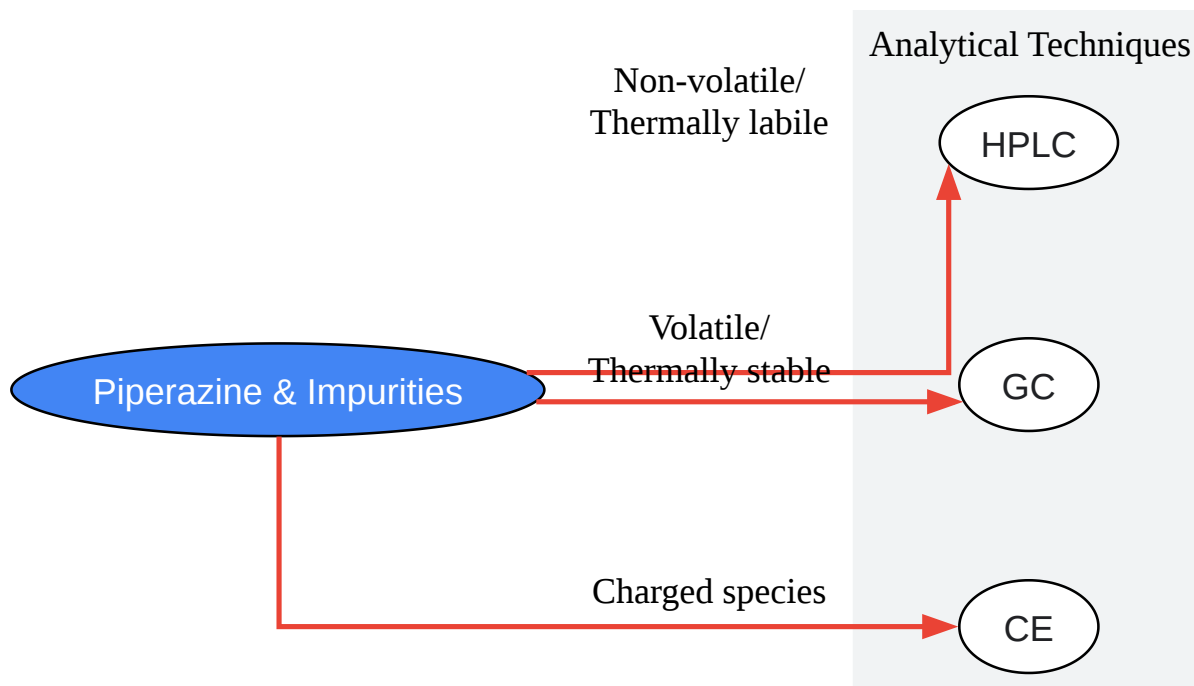 Analytical Techniques
Non-volatile/
Thermally labile
HPLC
Volatile/
Thermally stable
Piperazine & Impurities
GC
Charged species
CE